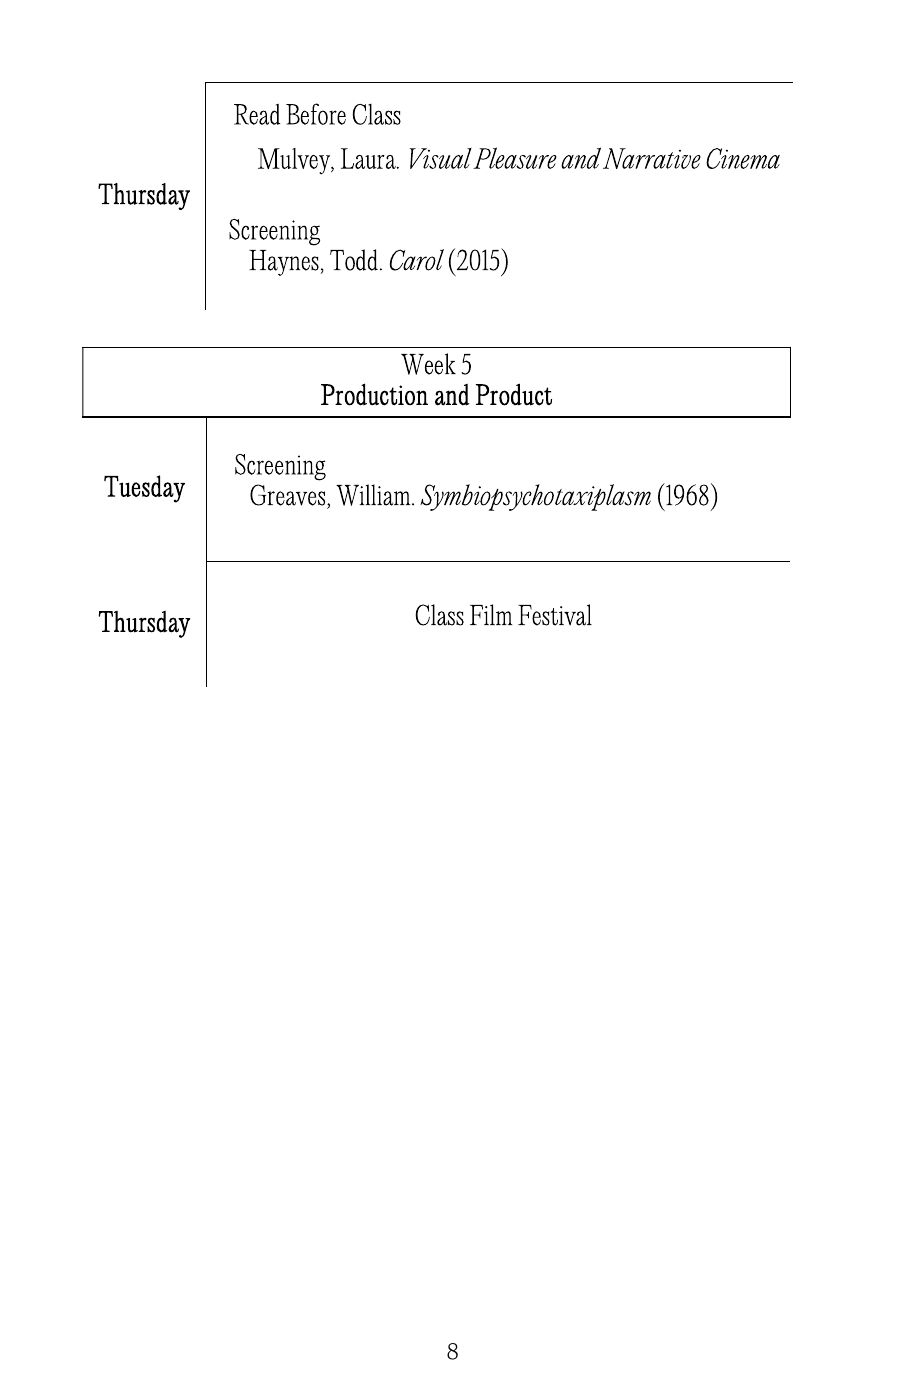 Read Before Class
Mulvey, Laura. Visual Pleasure and Narrative Cinema
Thursday
Screening
Haynes, Todd. Carol (2015)
Week 5
Production and Product
Screening
Tuesday
Greaves, William. Symbiopsychotaxiplasm (1968)
Class Film Festival
Thursday
8